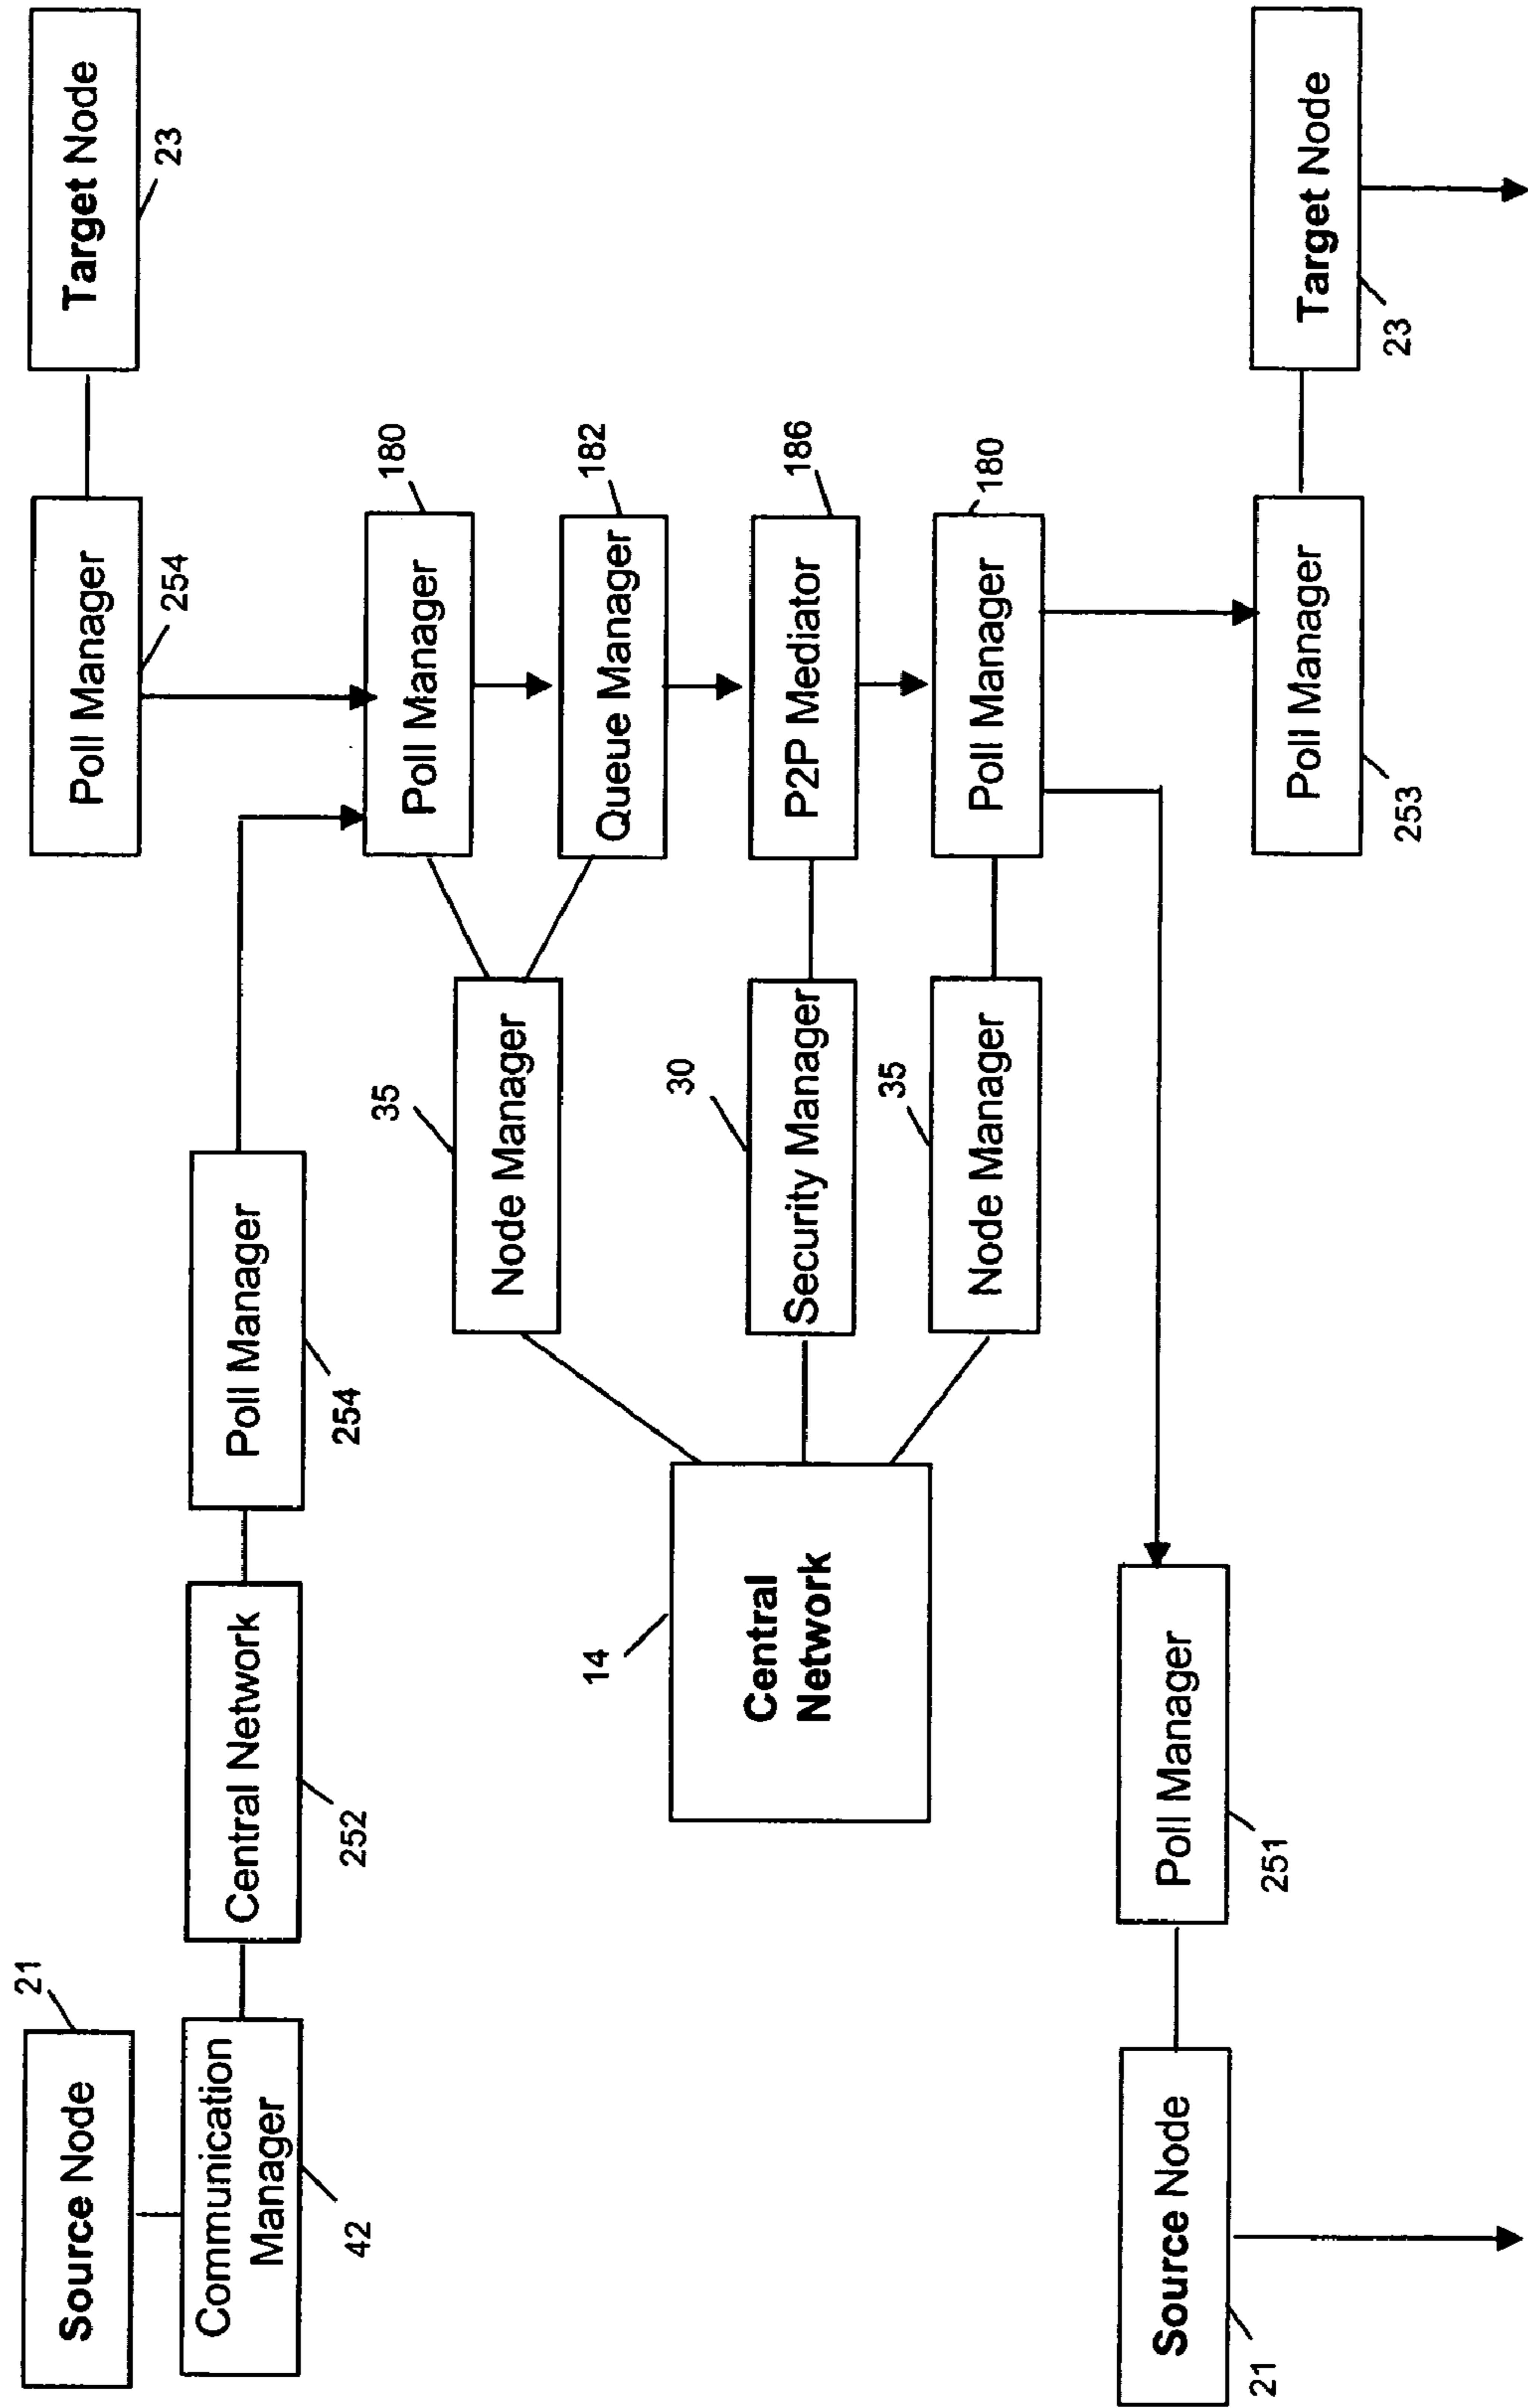 21
Source Node
Poll Manager
Target Node
254
23
Communication
Manager
Central Network
Poll Manager
42
252
254
180
Poll Manager
35
Node Manager
182
Queue Manager
14
Central
Network
30
Security Manager
186
P2P Mediator
35
Node Manager
180
Poll Manager
Source Node
21
Poll Manager
251
Poll Manager
253
Target Node
23